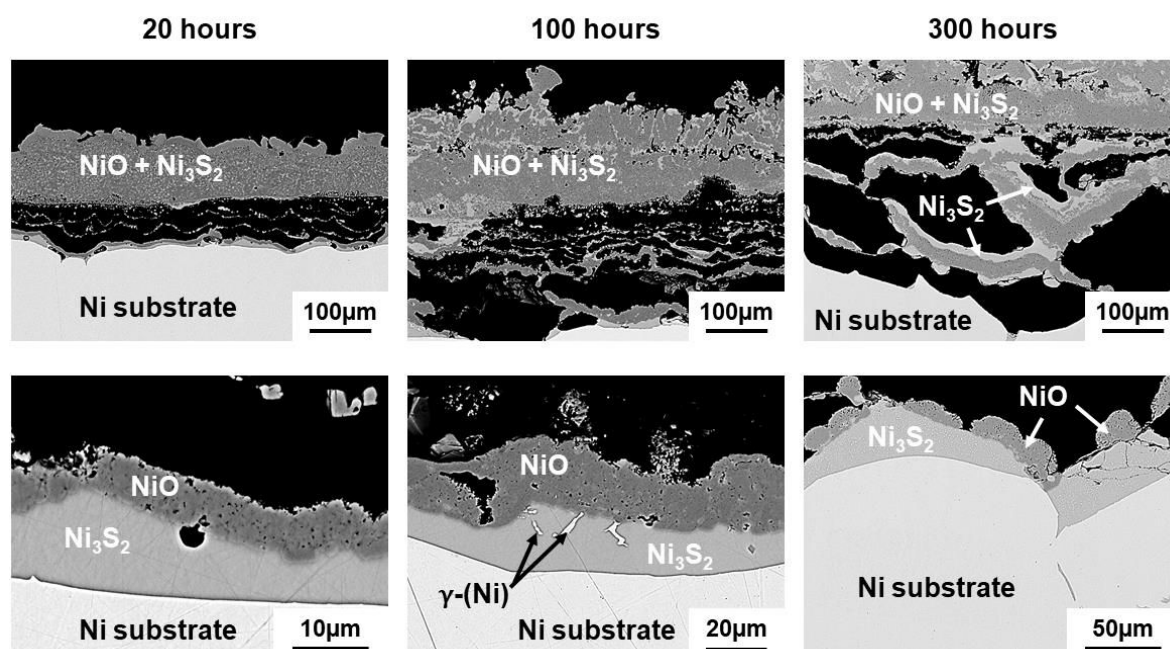 20 hours
100 hours
300 hours
NiO + Ni₃S₂
Ni substrate
100μm
NiO + Ni₃S₂
100μm
NiO + Ni₃S₂
Ni₃S₂
Ni substrate
100μm
NiO
Ni₃S₂
Ni substrate
10μm
NiO
Ni₃S₂
γ-(Ni)
Ni substrate
20μm
NiO
Ni₃S₂
Ni substrate
50μm